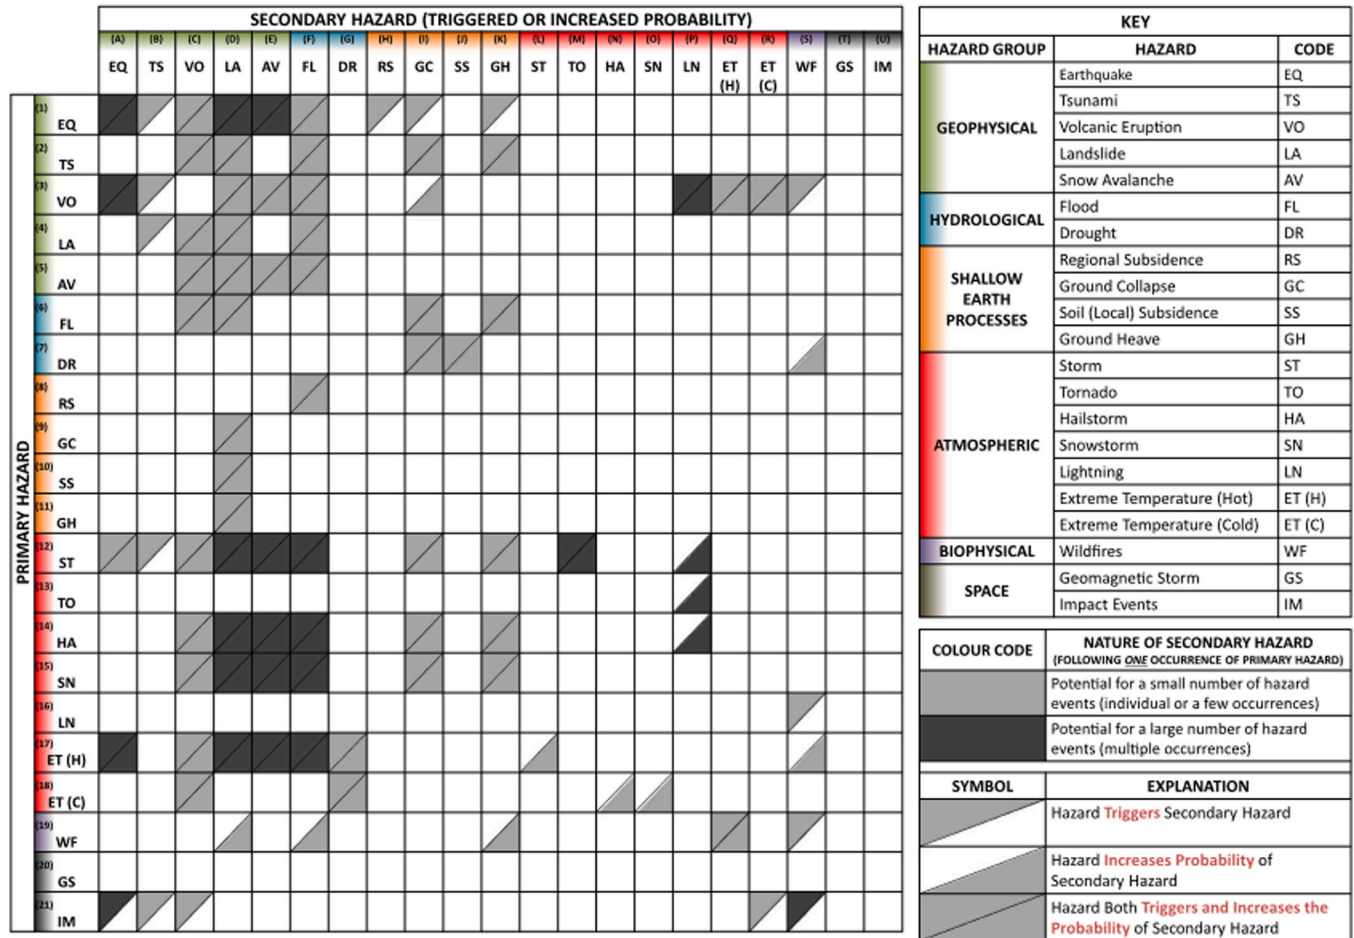 SECONDARY HAZARD (TRIGGERED OR INCREASED PROBABILITY)
(A) (B) (C) (D) (E) (F) (G) (H) (I) (J) (K) (L) (M) (N) (O) (P) (Q) (R) (S) (T) (U)
EQ TS VO LA AV FL DR RS GC SS GH ST TO HA SN LN ET (H) ET (C) WF GS IM
PRIMARY HAZARD
(1) EQ
(2) TS
(3) VO
(4) LA
(5) AV
(6) FL
(7) DR
(8) RS
(9) GC
(10) SS
(11) GH
(12) ST
(13) TO
(14) HA
(15) SN
(16) LN
(17) ET (H)
(18) ET (C)
(19) WF
(20) GS
(21) IM
KEY
HAZARD GROUP HAZARD CODE
GEOPHYSICAL
Earthquake EQ
Tsunami TS
Volcanic Eruption VO
Landslide LA
Snow Avalanche AV
HYDROLOGICAL
Flood FL
Drought DR
SHALLOW
EARTH
PROCESSES
Regional Subsidence RS
Ground Collapse GC
Soil (Local) Subsidence SS
Ground Heave GH
ATMOSPHERIC
Storm ST
Tornado TO
Hailstorm HA
Snowstorm SN
Lightning LN
Extreme Temperature (Hot) ET (H)
Extreme Temperature (Cold) ET (C)
BIOPHYSICAL
Wildfires WF
SPACE
Geomagnetic Storm GS
Impact Events IM
COLOUR CODE
NATURE OF SECONDARY HAZARD
(FOLLOWING ONE OCCURRENCE OF PRIMARY HAZARD)
Potential for a small number of hazard
events (individual or a few occurrences)
Potential for a large number of hazard
events (multiple occurrences)
SYMBOL EXPLANATION
Hazard Triggers Secondary Hazard
Hazard Increases Probability of
Secondary Hazard
Hazard Both Triggers and Increases the
Probability of Secondary Hazard